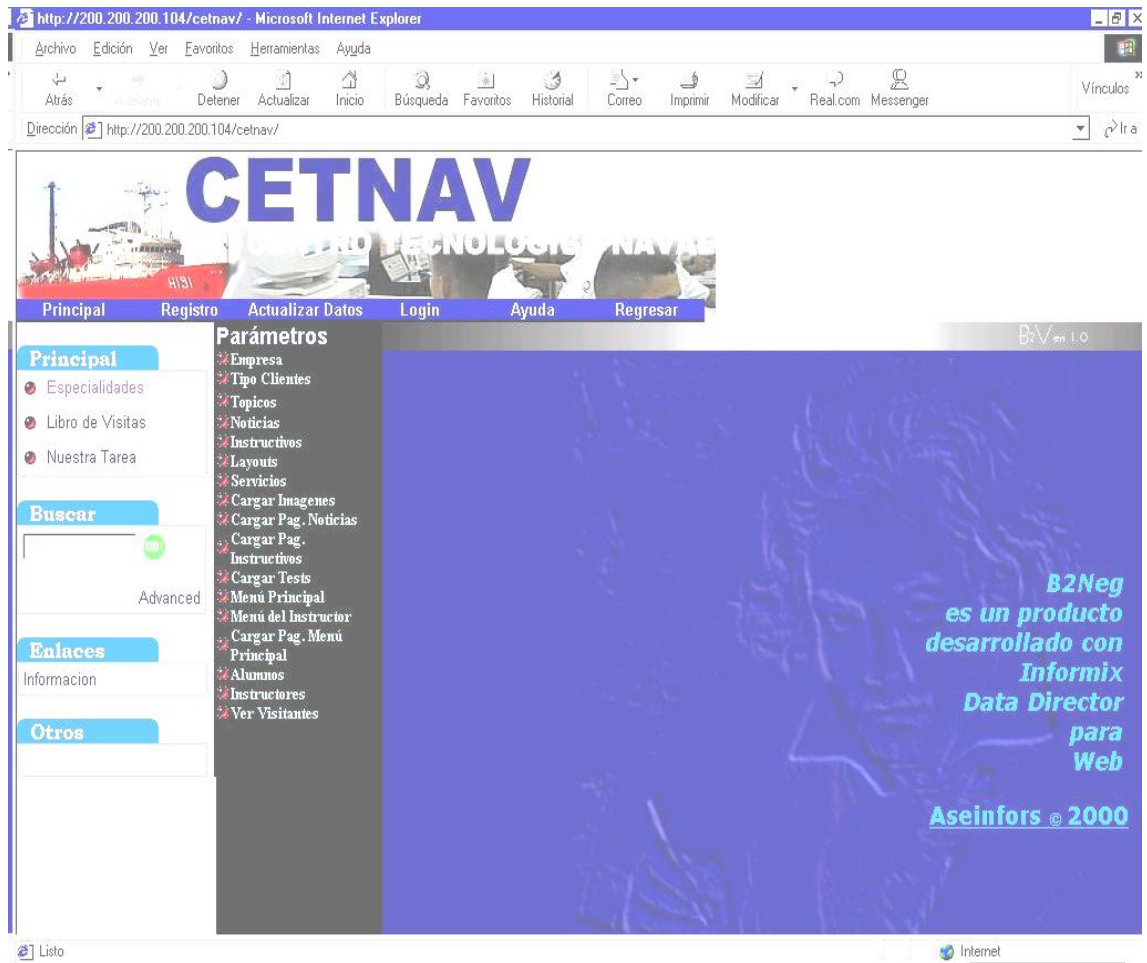 http://200.200.200.104/cetnav/ - Microsoft Internet Explorer
Archivo Edición Ver Favoritos Herramientas Ayuda
Atrás Detener Actualizar Inicio Búsqueda Favoritos Historial Correo Imprimir Modificar Real.com Messenger Vínculos
Dirección http://200.200.200.104/cetnav/ Ir a
CETNAV
CENTRO TECNOLOGICO NAVAL
H191
Principal Registro Actualizar Datos Login Ayuda Regresar
Principal
Especialidades
Libro de Visitas
Nuestra Tarea
Buscar
Advanced
Enlaces
Informacion
Otros
Parámetros
Empresa
Tipo Clientes
Topicos
Noticias
Instructivos
Layouts
Servicios
Cargar Imagenes
Cargar Pag. Noticias
Cargar Pag.
Instructivos
Cargar Tests
Menú Principal
Menú del Instructor
Cargar Pag. Menú
Principal
Alumnos
Instructores
Ver Visitantes
B2Neg
es un producto
desarrollado con
Informix
Data Director
para
Web
Aseinfors © 2000
Listo Internet